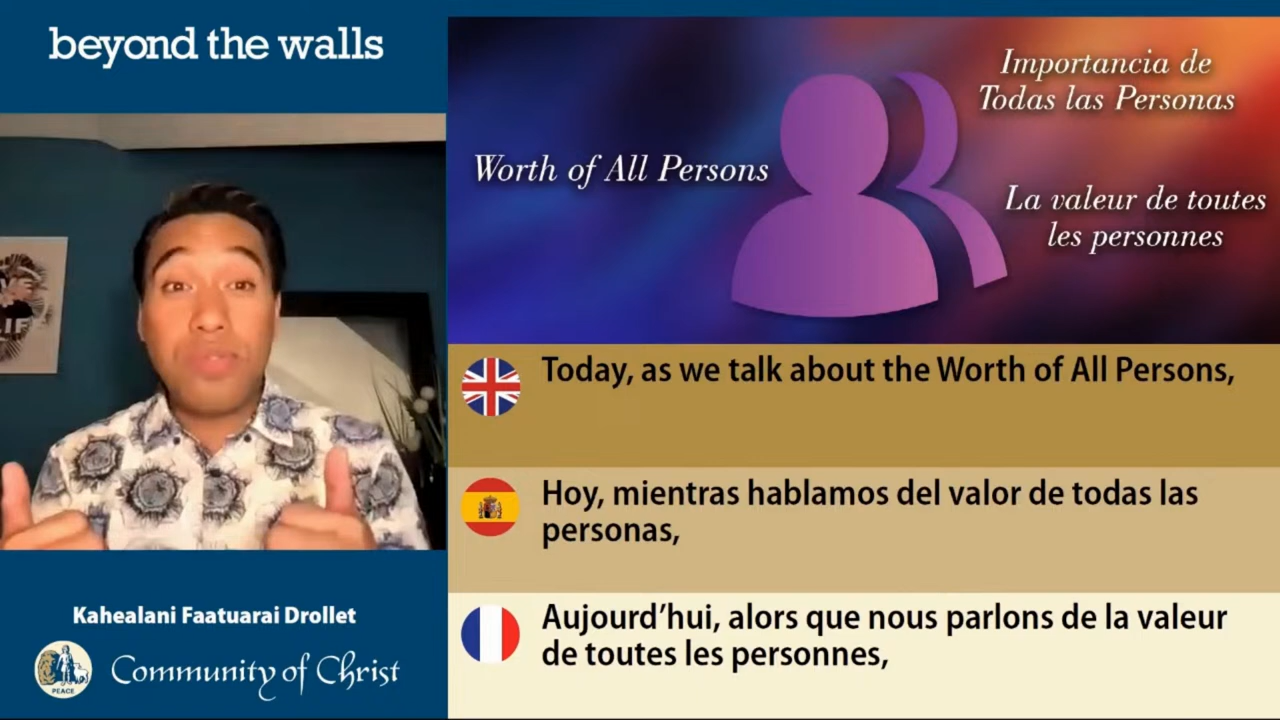 beyond the walls
Worth of All Persons
Importancia de
Todas las Personas
La valeur de toutes
les personnes
Today, as we talk about the Worth of All Persons,
Hoy, mientras hablamos del valor de todas las
personas,
Aujourd’hui, alors que nous parlons de la valeur
de toutes les personnes,
Kahealani Faatuarai Drollet
PEACE
Community of Christ